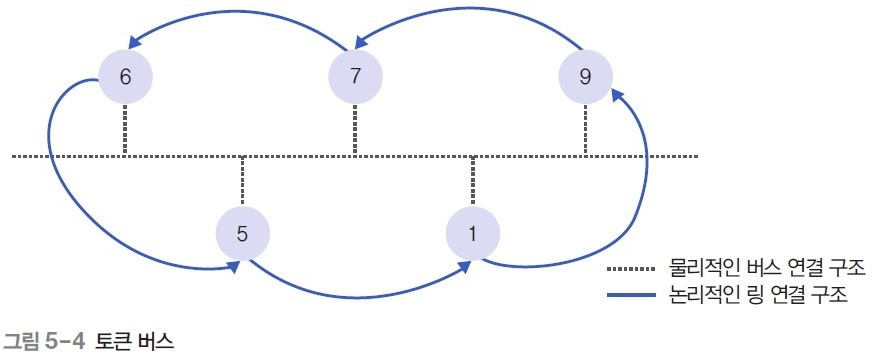 6
7
9
5
1
물리적인 버스 연결 구조
논리적인 링 연결 구조
그림 5-4 토큰 버스